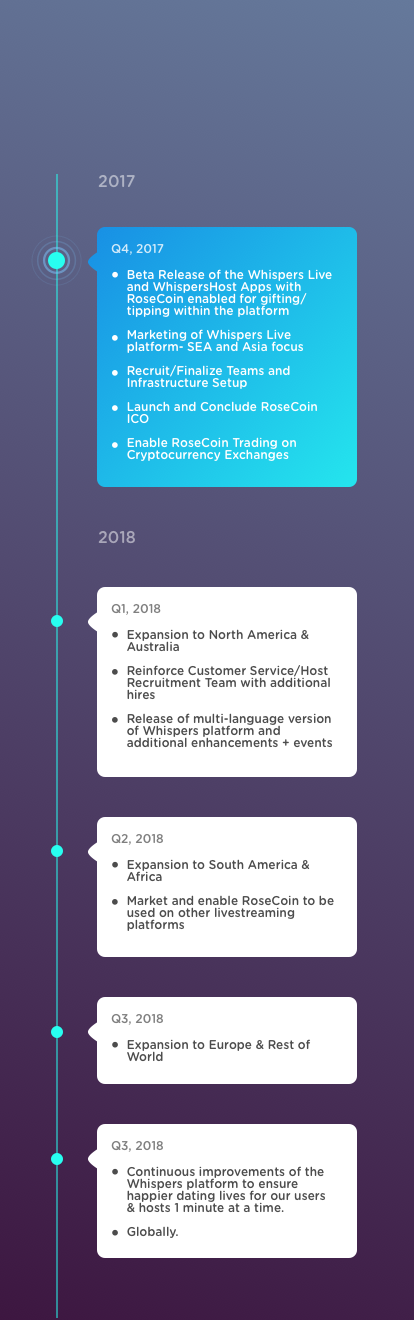 2017
Q4, 2017
Beta Release of the Whispers Live
and WhispersHost Apps with
RoseCoin enabled for gifting/
tipping within the platform
Marketing of Whispers Live
platform- SEA and Asia focus
Recruit/Finalize Teams and
Infrastructure Setup
Launch and Conclude RoseCoin
ICO
Enable RoseCoin Trading on
Cryptocurrency Exchanges
2018
Q1, 2018
Expansion to North America &
Australia
Reinforce Customer Service/Host
Recruitment Team with additional
hires
Release of multi-language version
of Whispers platform and
additional enhancements + events
Q2, 2018
Expansion to South America &
Africa
Market and enable RoseCoin to be
used on other livestreaming
platforms
Q3, 2018
Expansion to Europe & Rest of
World
Q3, 2018
Continuous improvements of the
Whispers platform to ensure
happier dating lives for our users
& hosts 1 minute at a time.
Globally.